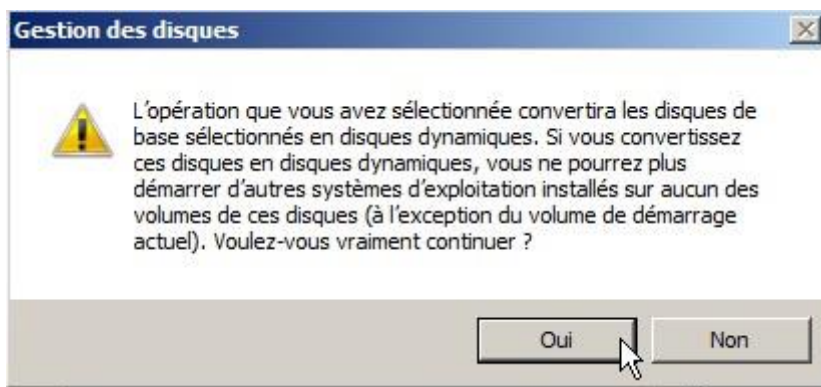 Gestion des disques
L'opération que vous avez sélectionnée convertira les disques de
base sélectionnés en disques dynamiques. Si vous convertissez
ces disques en disques dynamiques, vous ne pourrez plus
démarrer d'autres systèmes d'exploitation installés sur aucun des
volumes de ces disques (à l'exception du volume de démarrage
actuel). Voulez-vous vraiment continuer ?
Oui
Non